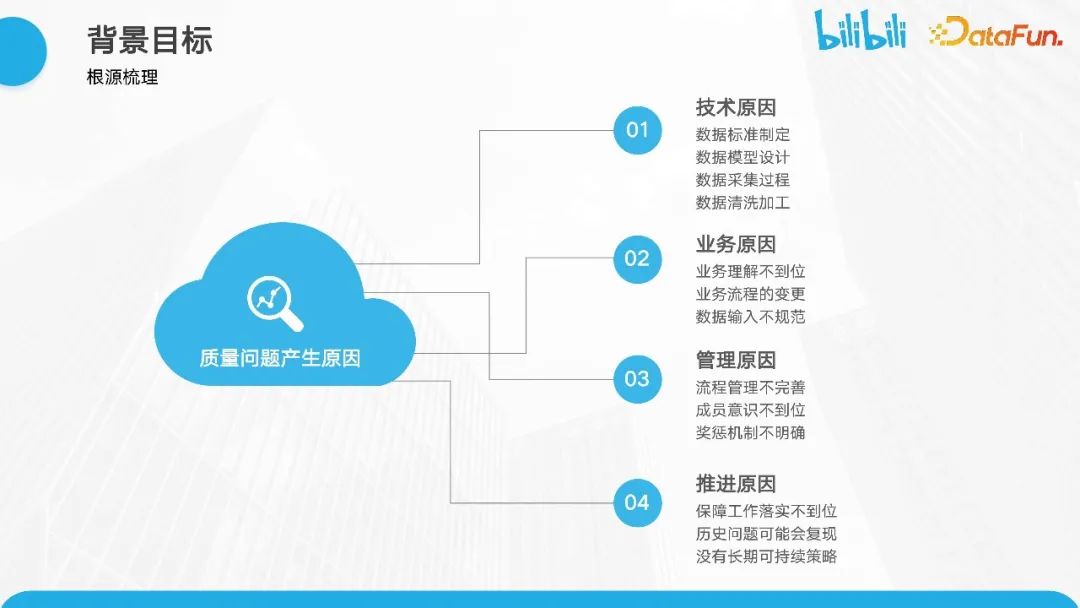 背景目标
根源梳理
bilibili
DataFun.
01
技术原因
数据标准制定
数据模型设计
数据采集过程
数据清洗加工
02
业务原因
业务理解不到位
业务流程的变更
数据输入不规范
质量问题产生原因
03
管理原因
流程管理不完善
成员意识不到位
奖惩机制不明确
04
推进原因
保障工作落实不到位
历史问题可能会复现
没有长期可持续策略